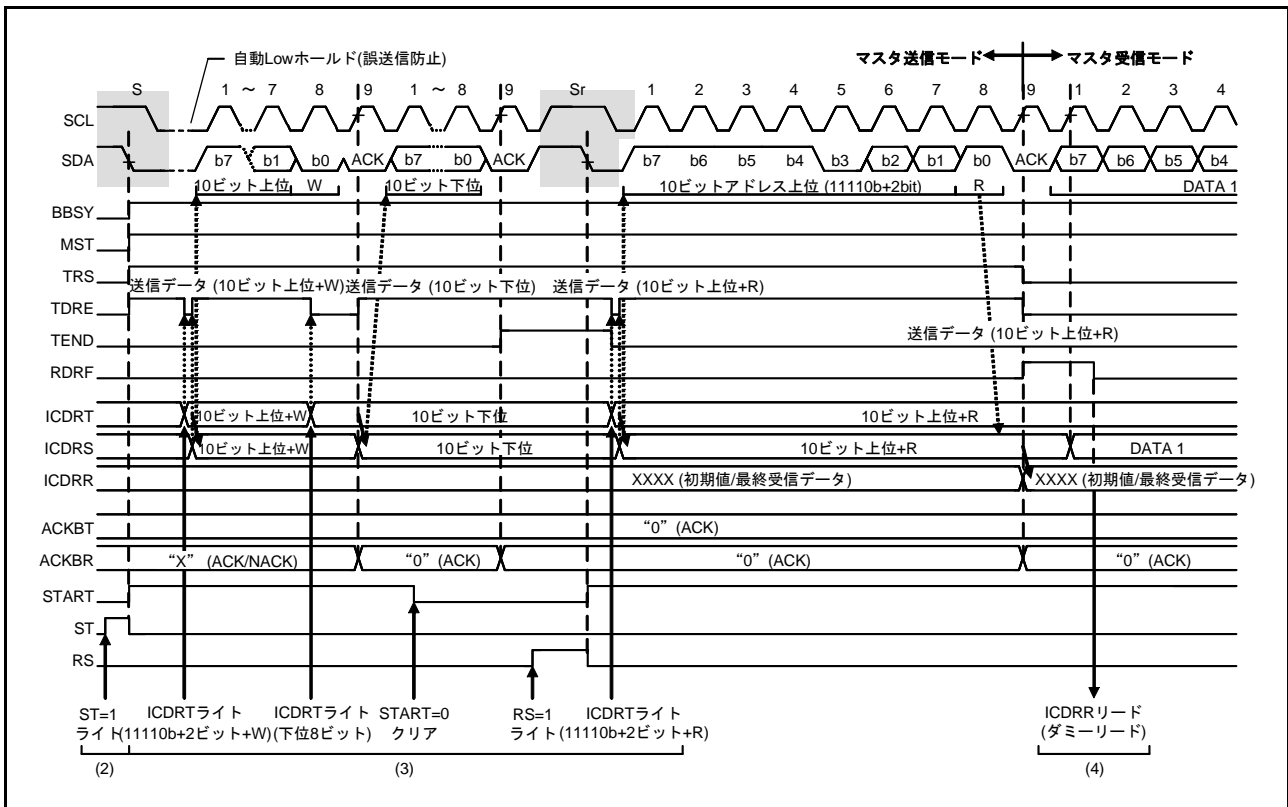 自動Lowホールド(誤送信防止)
マスタ送信モード マスタ受信モード
S 1 ～ 7 8 9 1 ～ 8 9 Sr 1 2 3 4 5 6 7 8 9 1 2 3 4
SCL
SDA b7 b1 b0 ACK b7 b0 ACK b7 b6 b5 b4 b3 b2 b1 b0 ACK b7 b6 b5 b4
10ビット上位 W 10ビット下位 10ビットアドレス上位 (11110b+2bit) R DATA 1
BBSY
MST
TRS
送信データ (10ビット上位+W) 送信データ (10ビット下位) 送信データ (10ビット上位+R)
TDRE
TEND 送信データ (10ビット上位+R)
RDRF
ICDRT 10ビット上位+W 10ビット下位 10ビット上位+R
ICDRS 10ビット上位+W 10ビット下位 10ビット上位+R DATA 1
ICDRR XXXX (初期値/最終受信データ) XXXX (初期値/最終受信データ)
ACKBT “0” (ACK)
ACKBR “X” (ACK/NACK) “0” (ACK) “0” (ACK) “0” (ACK)
START
ST
RS
ST=1 ICDRTライト ICDRTライト START=0 RS=1 ICDRTライト ICDRRリード
ライト (11110b+2ビット+W) (下位8ビット) クリア ライト (11110b+2ビット+R) (ダミーリード)
(2) (3) (4)